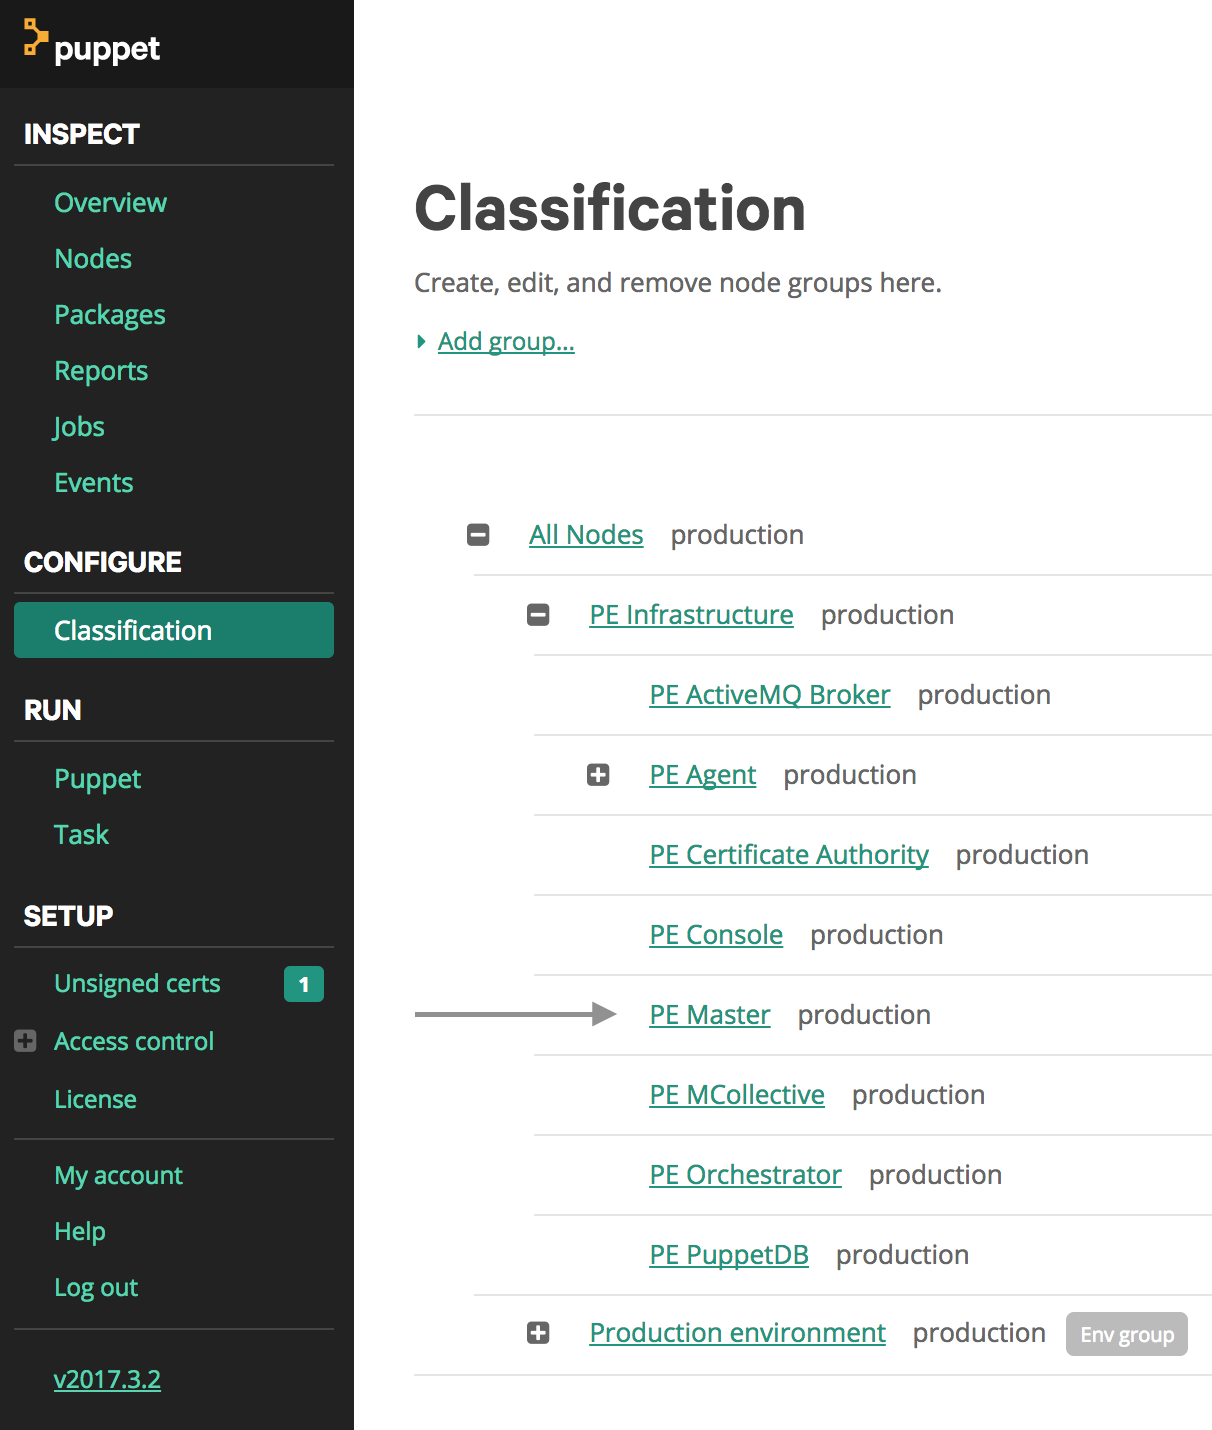 puppet
INSPECT
Overview
Nodes
Packages
Reports
Jobs
Events
CONFIGURE
Classification
RUN
Puppet
Task
SETUP
Unsigned certs 1
Access control
License
My account
Help
Log out
v2017.3.2
Classification
Create, edit, and remove node groups here.
Add group...
All Nodes production
PE Infrastructure production
PE ActiveMQ Broker production
PE Agent production
PE Certificate Authority production
PE Console production
PE Master production
PE MCollective production
PE Orchestrator production
PE PuppetDB production
Production environment production Env group